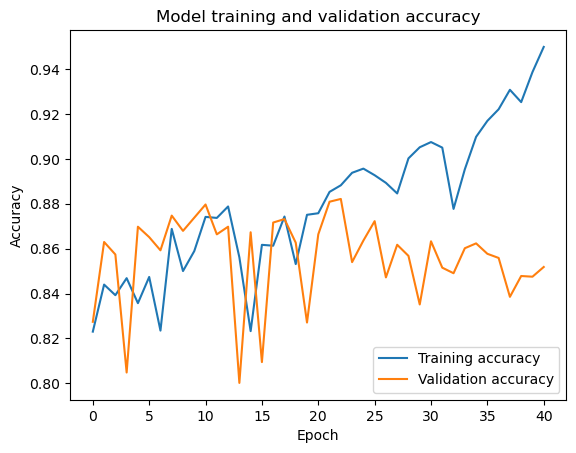 Model training and validation accuracy
Accuracy
0.94
0.92
0.90
0.88
0.86
0.84
0.82
0.80
Training accuracy
Validation accuracy
0 5 10 15 20 25 30 35 40
Epoch